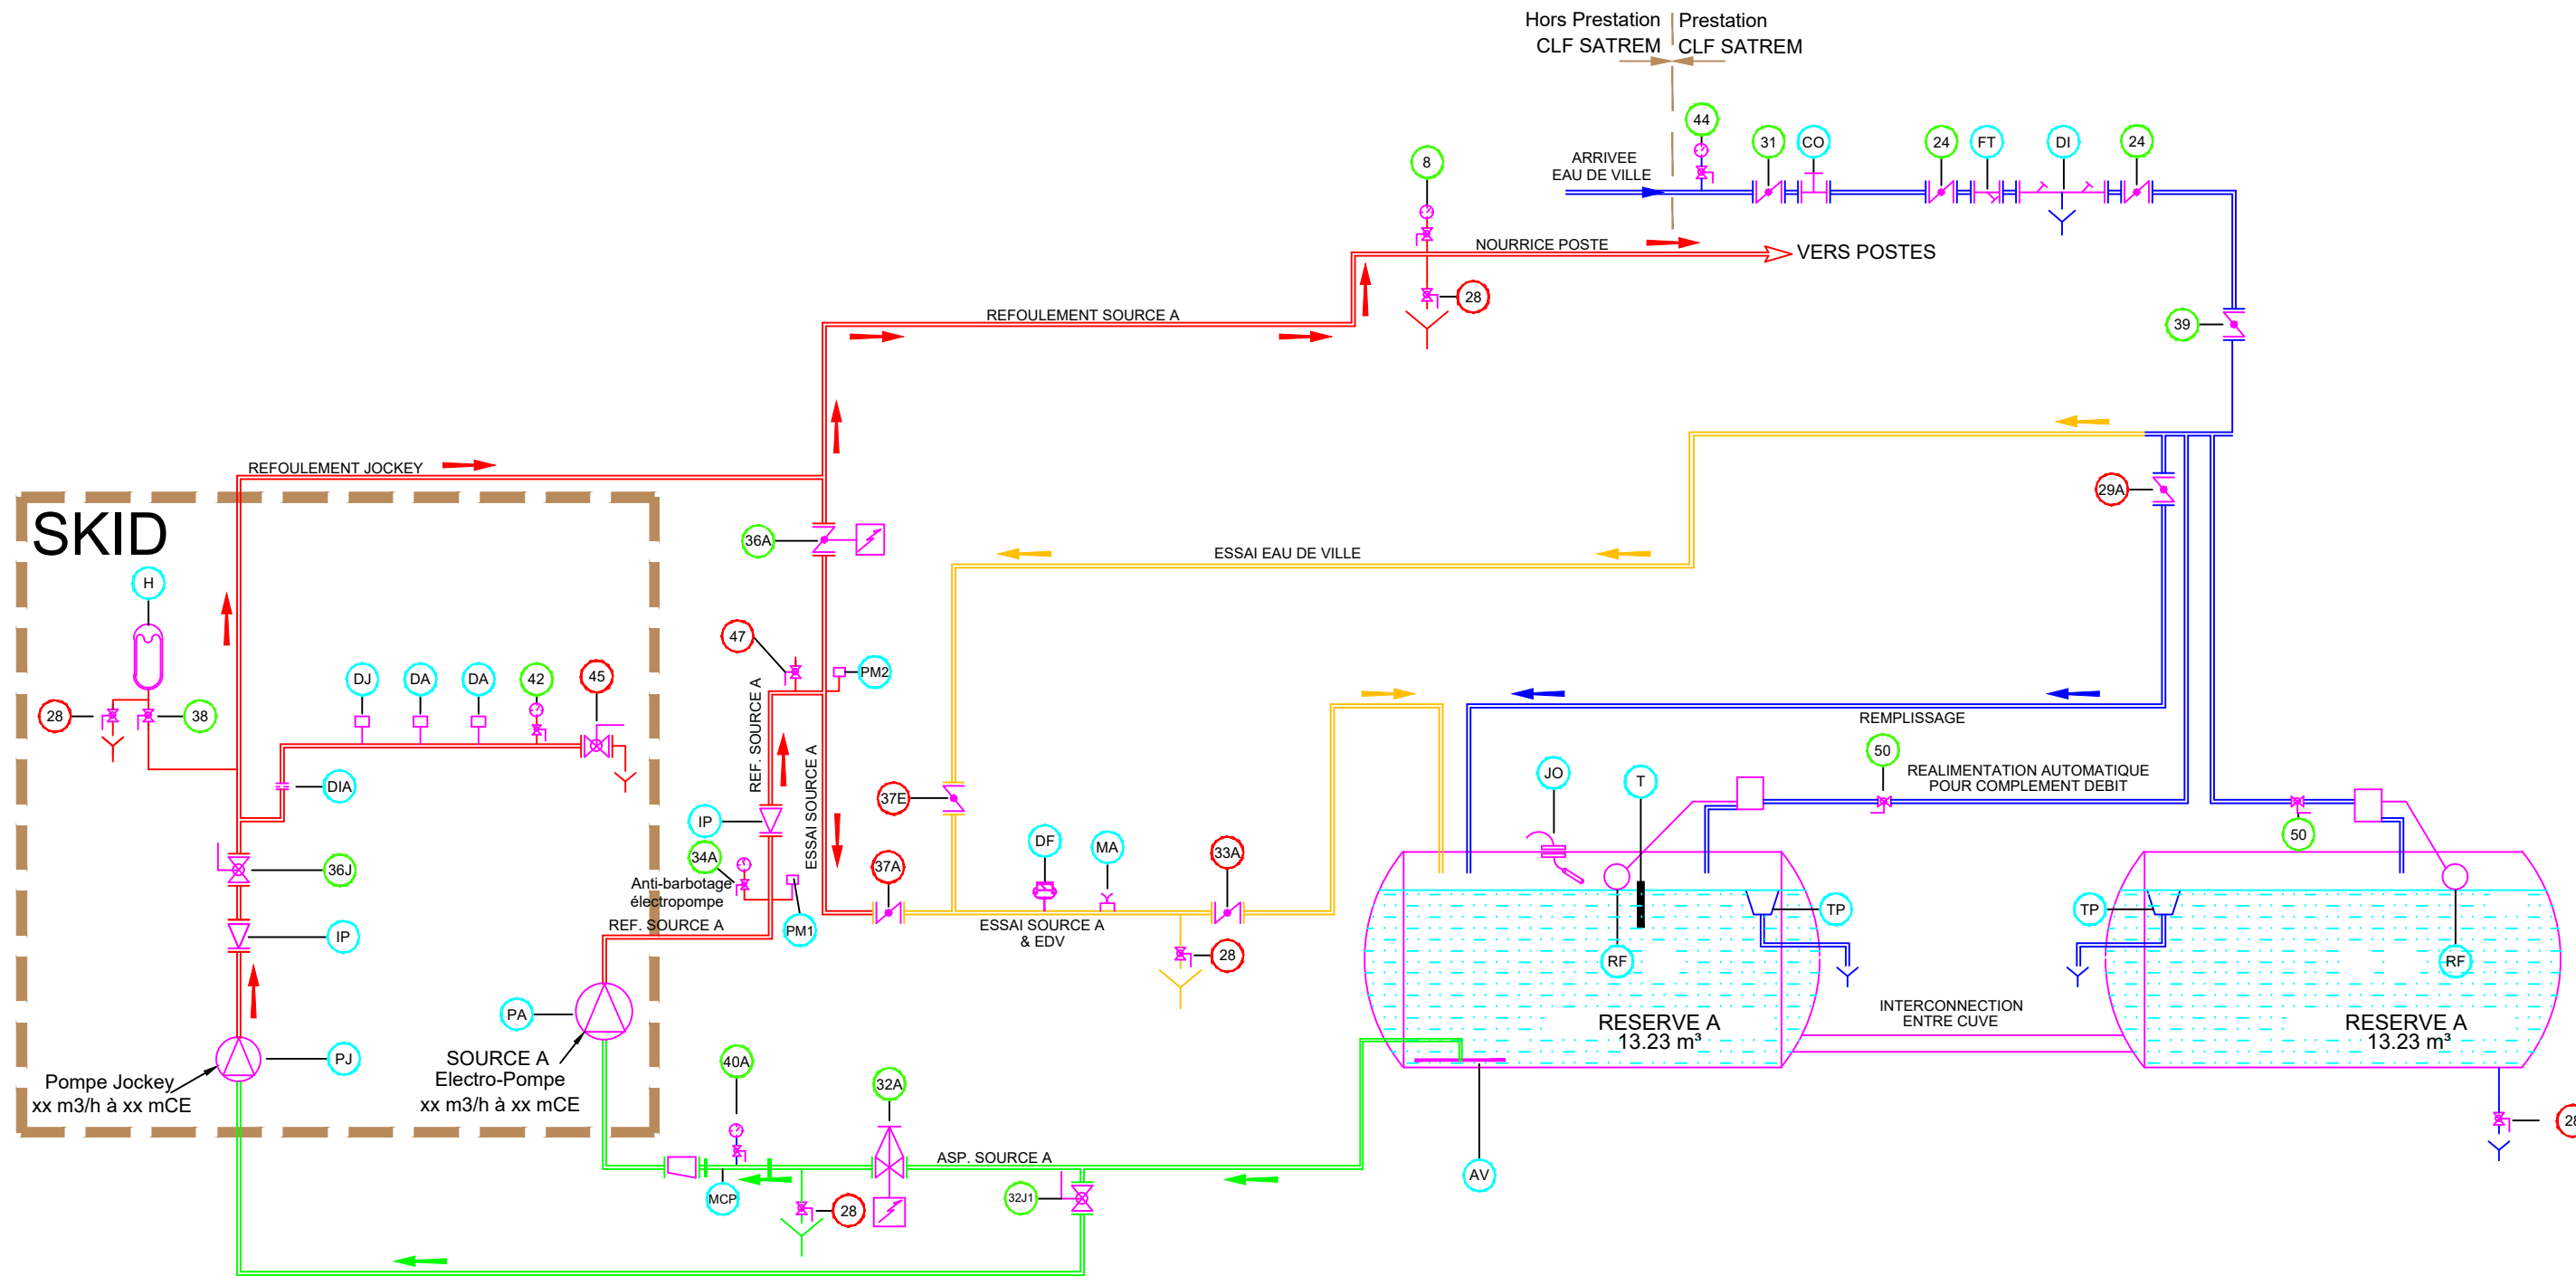 Hors Prestation
CLF SATREM
Prestation
CLF SATREM
44
31
CO
24
FT
DI
24
8
ARRIVEE
EAU DE VILLE
NOURRICE POSTE
VERS POSTES
28
REFOULEMENT SOURCE A
39
REFOULEMENT JOCKEY
29A
SKID
36A
ESSAI EAU DE VILLE
H
47
PM2
DJ
DA
DA
42
45
28
38
REF. SOURCE A
ESSAI SOURCE A
REMPLISSAGE
50
REALIMENTATION AUTOMATIQUE
POUR COMPLEMENT DEBIT
JO
T
DIA
37E
IP
34A
Anti-barbotage
électropompe
50
DF
MA
33A
37A
36J
REF. SOURCE A
PM1
ESSAI SOURCE A
& EDV
TP
TP
IP
28
RF
RF
PA
INTERCONNECTION
ENTRE CUVE
RESERVE A
13.23 m³
RESERVE A
13.23 m³
PJ
SOURCE A
Electro-Pompe
xx m3/h à xx mCE
Pompe Jockey
xx m3/h à xx mCE
40A
32A
28
ASP. SOURCE A
AV
MCP
32J1
28